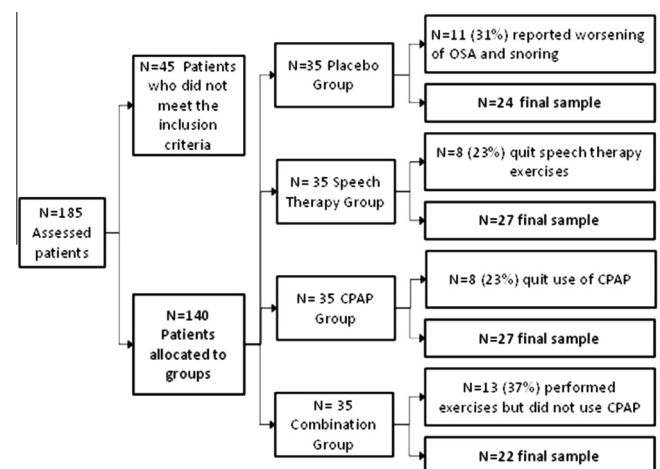 N=185
Assessed
patients
N=45 Patients
who did not
meet the
inclusion
criteria
N=140
Patients
allocated to
groups
N=35 Placebo
Group
N=11 (31%) reported worsening
of OSA and snoring
N=24 final sample
N= 35 Speech
Therapy Group
N=8 (23%) quit speech therapy
exercises
N=27 final sample
N= 35 CPAP
Group
N=8 (23%) quit use of CPAP
N=27 final sample
N= 35
Combination
Group
N=13 (37%) performed
exercises but did not use CPAP
N=22 final sample